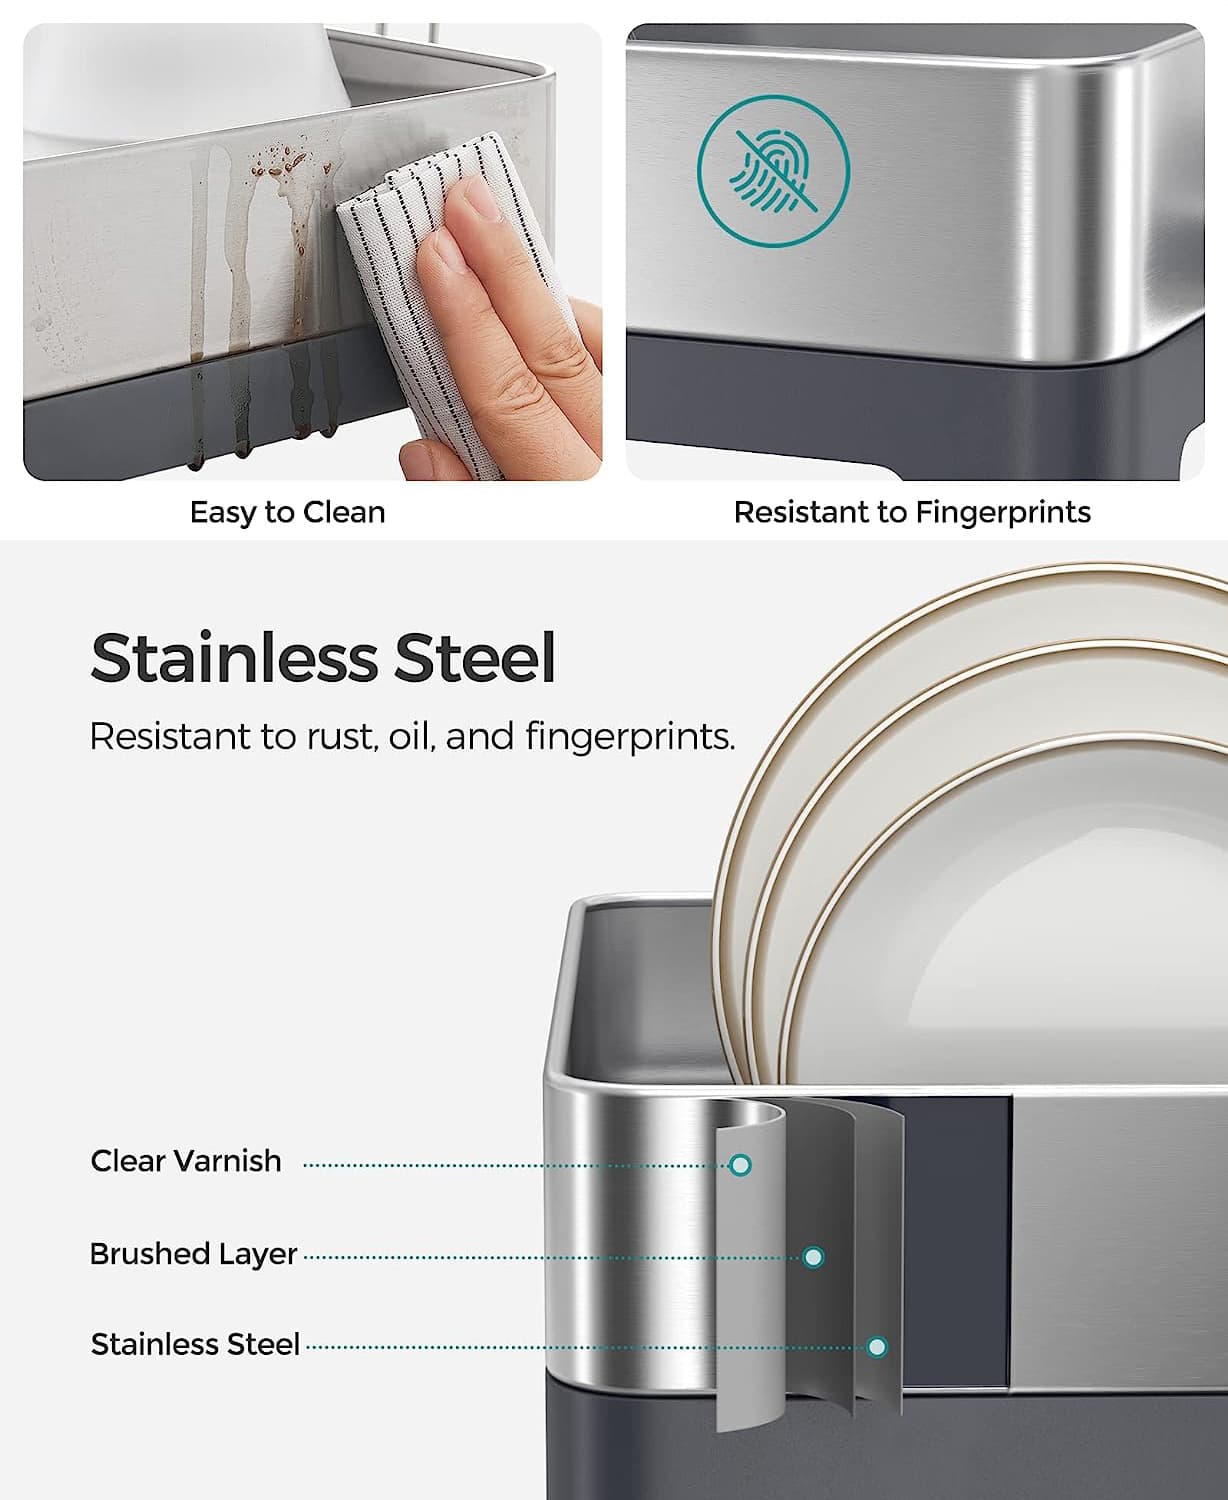 Easy to Clean
Resistant to Fingerprints
Stainless Steel
Resistant to rust, oil, and fingerprints.
Clear Varnish
Brushed Layer
Stainless Steel